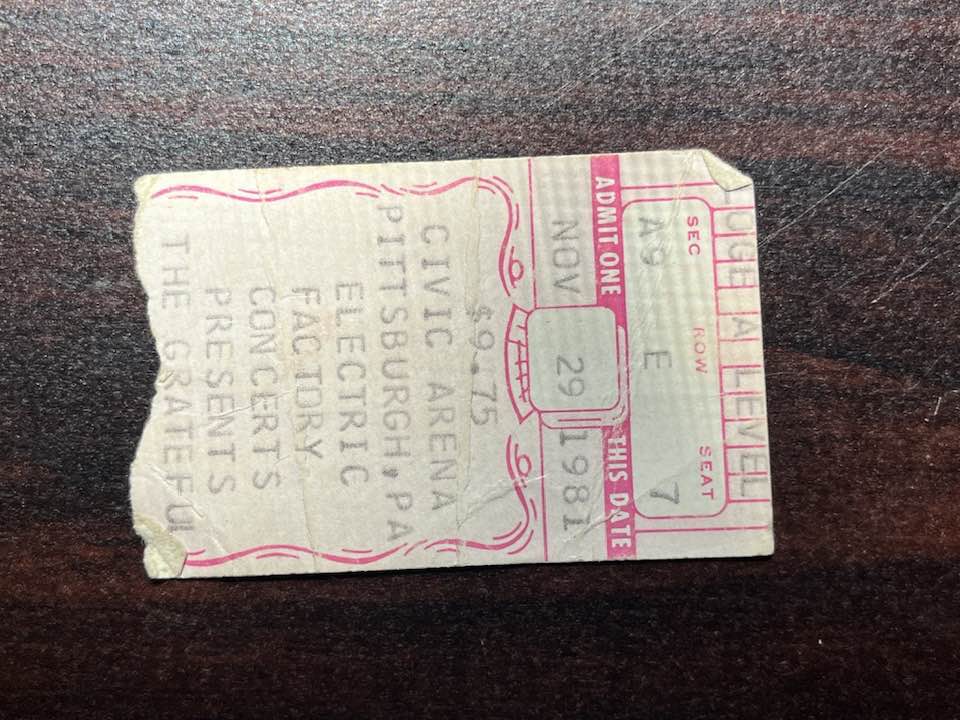 LOGE A LEVEL
SEC ROW SEAT
A9 E 7
ADMIT ONE THIS DATE
NOV 29 1981
$9.75
CIVIC ARENA
PITTSBURGH, PA
ELECTRIC
FACTORY
CONCERTS
PRESENTS
THE GRATEFU